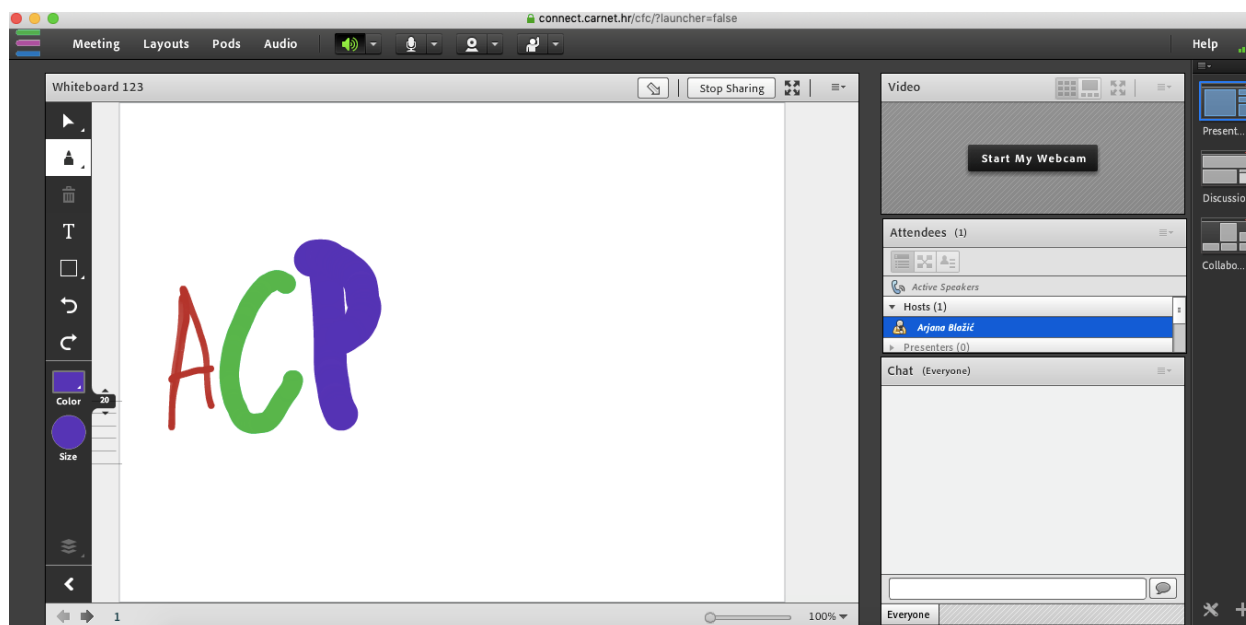 connect.carnet.hr/cfc/?launcher=false
Meeting Layouts Pods Audio Help
Whiteboard 123 Stop Sharing
Video
Start My Webcam
Present...
Discussio
Collabo...
Attendees (1)
Active Speakers
Hosts (1)
Arjana Blažić
Presenters (0)
Chat (Everyone)
T
ACP
Color 20
Size
1 100%
Everyone